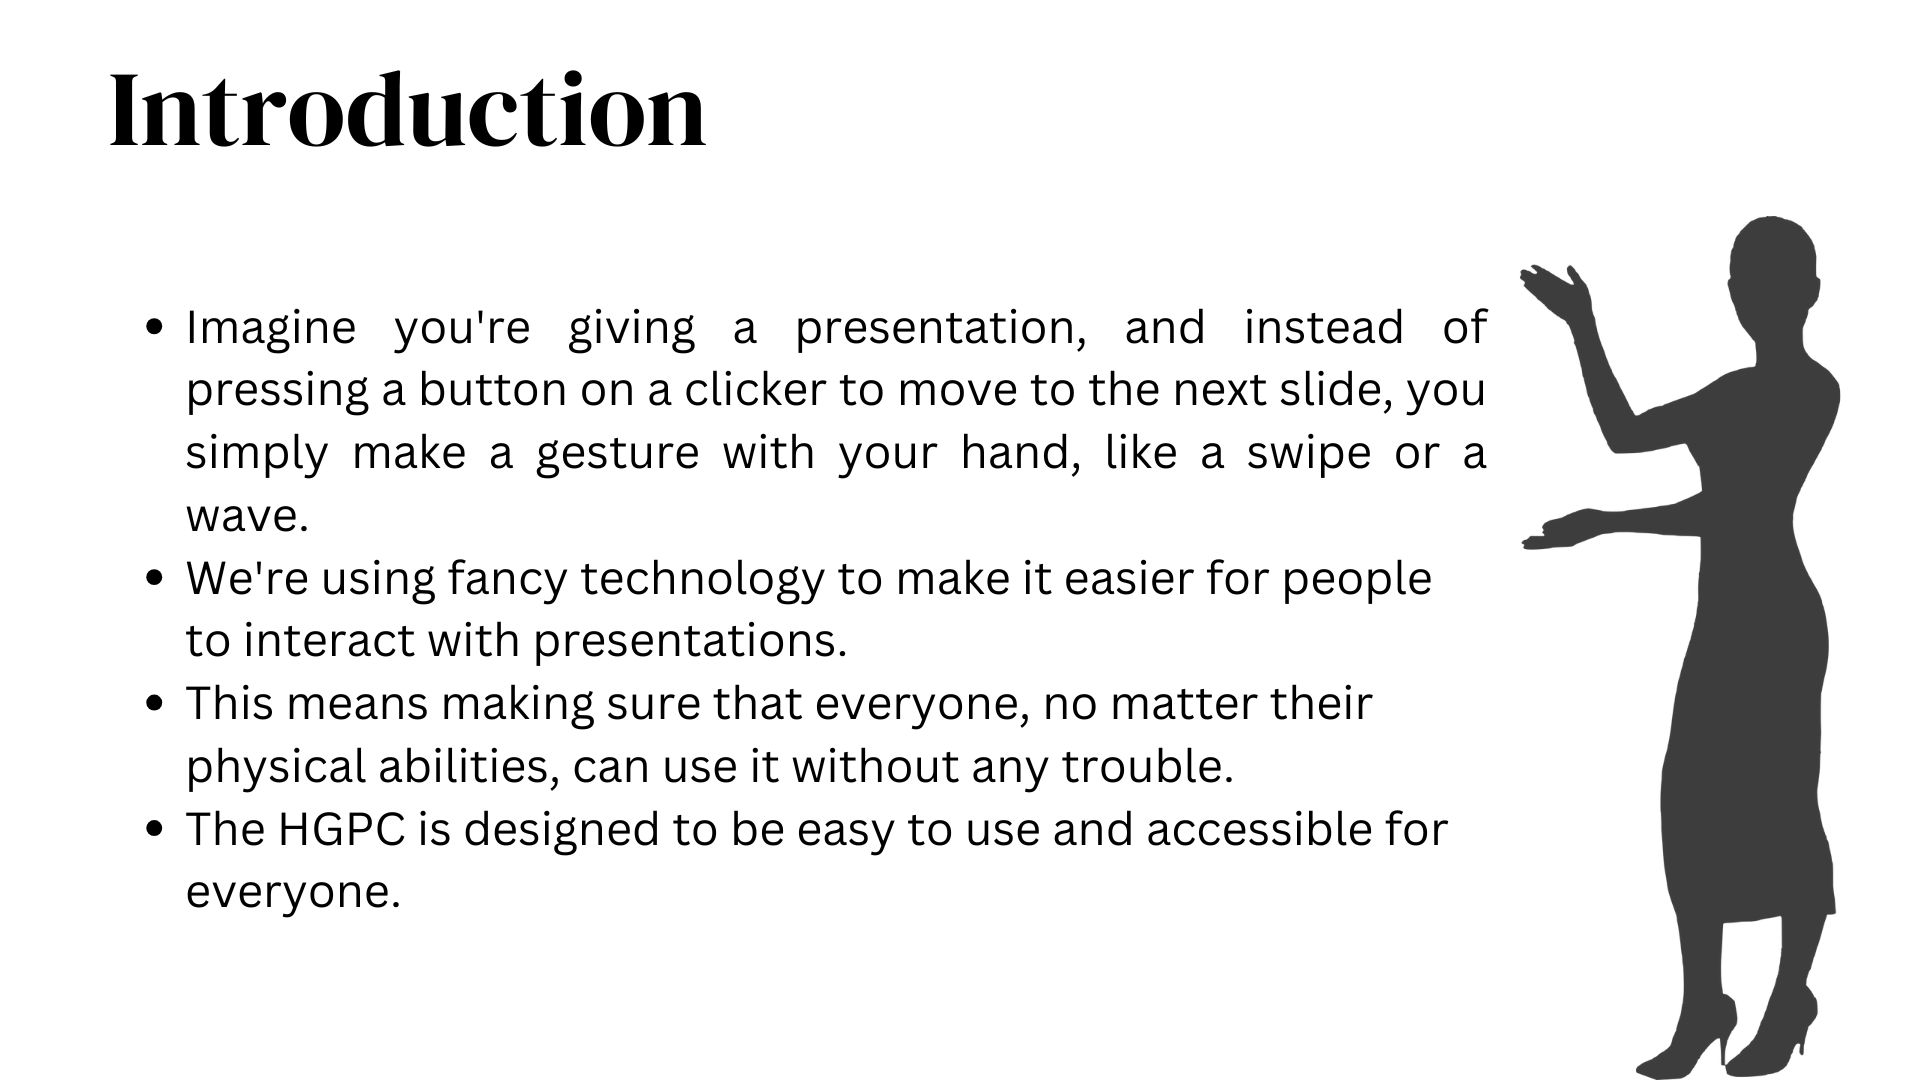 Introduction
• Imagine you're giving a presentation, and instead of
pressing a button on a clicker to move to the next slide, you
simply make a gesture with your hand, like a swipe or a
wave.
• We're using fancy technology to make it easier for people
to interact with presentations.
• This means making sure that everyone, no matter their
physical abilities, can use it without any trouble.
• The HGPC is designed to be easy to use and accessible for
everyone.